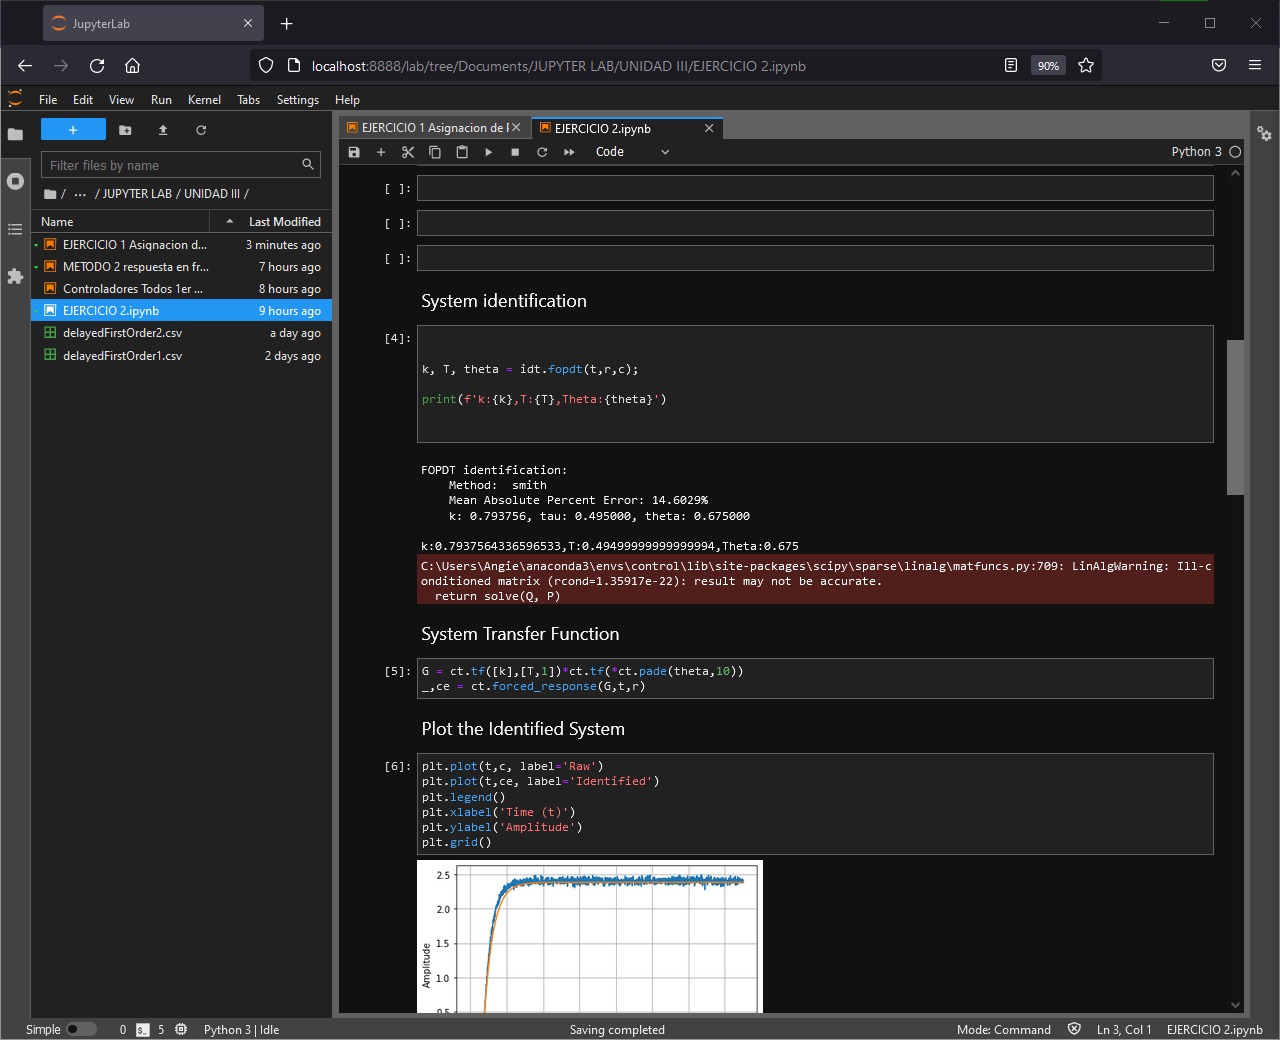 JupyterLab
localhost:8888/lab/tree/Documents/JUPYTER LAB/UNIDAD III/EJERCICIO 2.ipynb
90%
File Edit View Run Kernel Tabs Settings Help
Filter files by name
/ ··· / JUPYTER LAB / UNIDAD III /
Name Last Modified
EJERCICIO 1 Asignacion d... 3 minutes ago
METODO 2 respuesta en fr... 7 hours ago
Controladores Todos 1er ... 8 hours ago
EJERCICIO 2.ipynb 9 hours ago
delayedFirstOrder2.csv a day ago
delayedFirstOrder1.csv 2 days ago
EJERCICIO 1 Asignacion de
EJERCICIO 2.ipynb
Code
Python 3
[ ]:
[ ]:
[ ]:
System identification
[4]:
k, T, theta = idt.fopdt(t,r,c);
print(f'k:{k},T:{T},Theta:{theta}')
FOPDT identification:
Method: smith
Mean Absolute Percent Error: 14.6029%
k: 0.793756, tau: 0.495000, theta: 0.675000
k:0.7937564336596533,T:0.49499999999999994,Theta:0.675
C:\Users\Angie\anaconda3\envs\control\lib\site-packages\scipy\sparse\linalg\matfuncs.py:709: LinAlgWarning: Ill-c
onditioned matrix (rcond=1.35917e-22): result may not be accurate.
return solve(Q, P)
System Transfer Function
[5]: G = ct.tf([k],[T,1])*ct.tf(*ct.pade(theta,10))
_,ce = ct.forced_response(G,t,r)
Plot the Identified System
[6]: plt.plot(t,c, label='Raw')
plt.plot(t,ce, label='Identified')
plt.legend()
plt.xlabel('Time (t)')
plt.ylabel('Amplitude')
plt.grid()
2.5
2.0
1.5
1.0
0.5
Amplitude
Simple 0 $_ 5 Python 3 | Idle Saving completed Mode: Command Ln 3, Col 1 EJERCICIO 2.ipynb